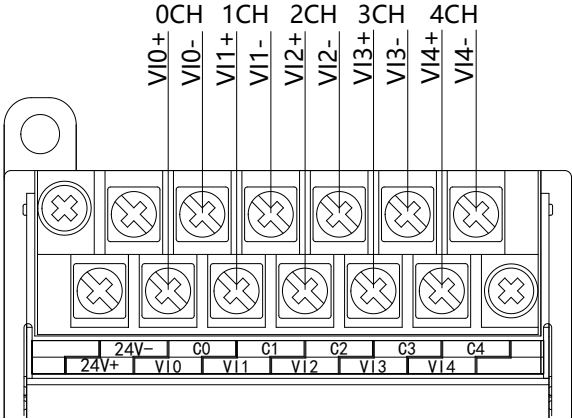 0CH 1CH 2CH 3CH 4CH
VI0+ VI0- VI1+ VI1- VI2+ VI2- VI3+ VI3- VI4+ VI4-
24V- C0 C1 C2 C3 C4
24V+ VI0 VI1 VI2 VI3 VI4